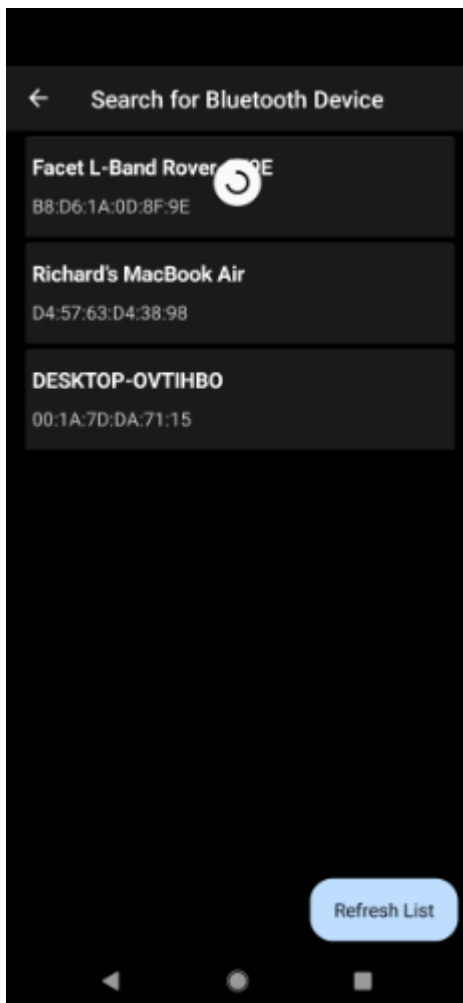 Search for Bluetooth Device
Facet L-Band Rover
B8:D6:1A:0D:8F:9E
Richard's MacBook Air
D4:57:63:D4:38:98
DESKTOP-OVTIHBO
00:1A:7D:DA:71:15
Refresh List